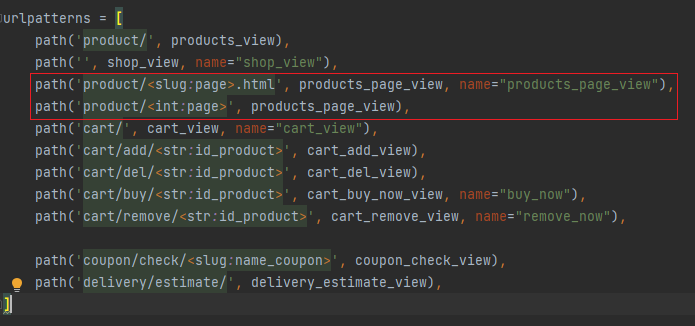 urlpatterns = [
    path('product/', products_view),
    path('', shop_view, name="shop_view"),
    path('product/<slug:page>.html', products_page_view, name="products_page_view"),
    path('product/<int:page>', products_page_view),
    path('cart/', cart_view, name="cart_view"),
    path('cart/add/<str:id_product>', cart_add_view),
    path('cart/del/<str:id_product>', cart_del_view),
    path('cart/buy/<str:id_product>', cart_buy_now_view, name="buy_now"),
    path('cart/remove/<str:id_product>', cart_remove_view, name="remove_now"),

    path('coupon/check/<slug:name_coupon>', coupon_check_view),
    path('delivery/estimate/', delivery_estimate_view),
]